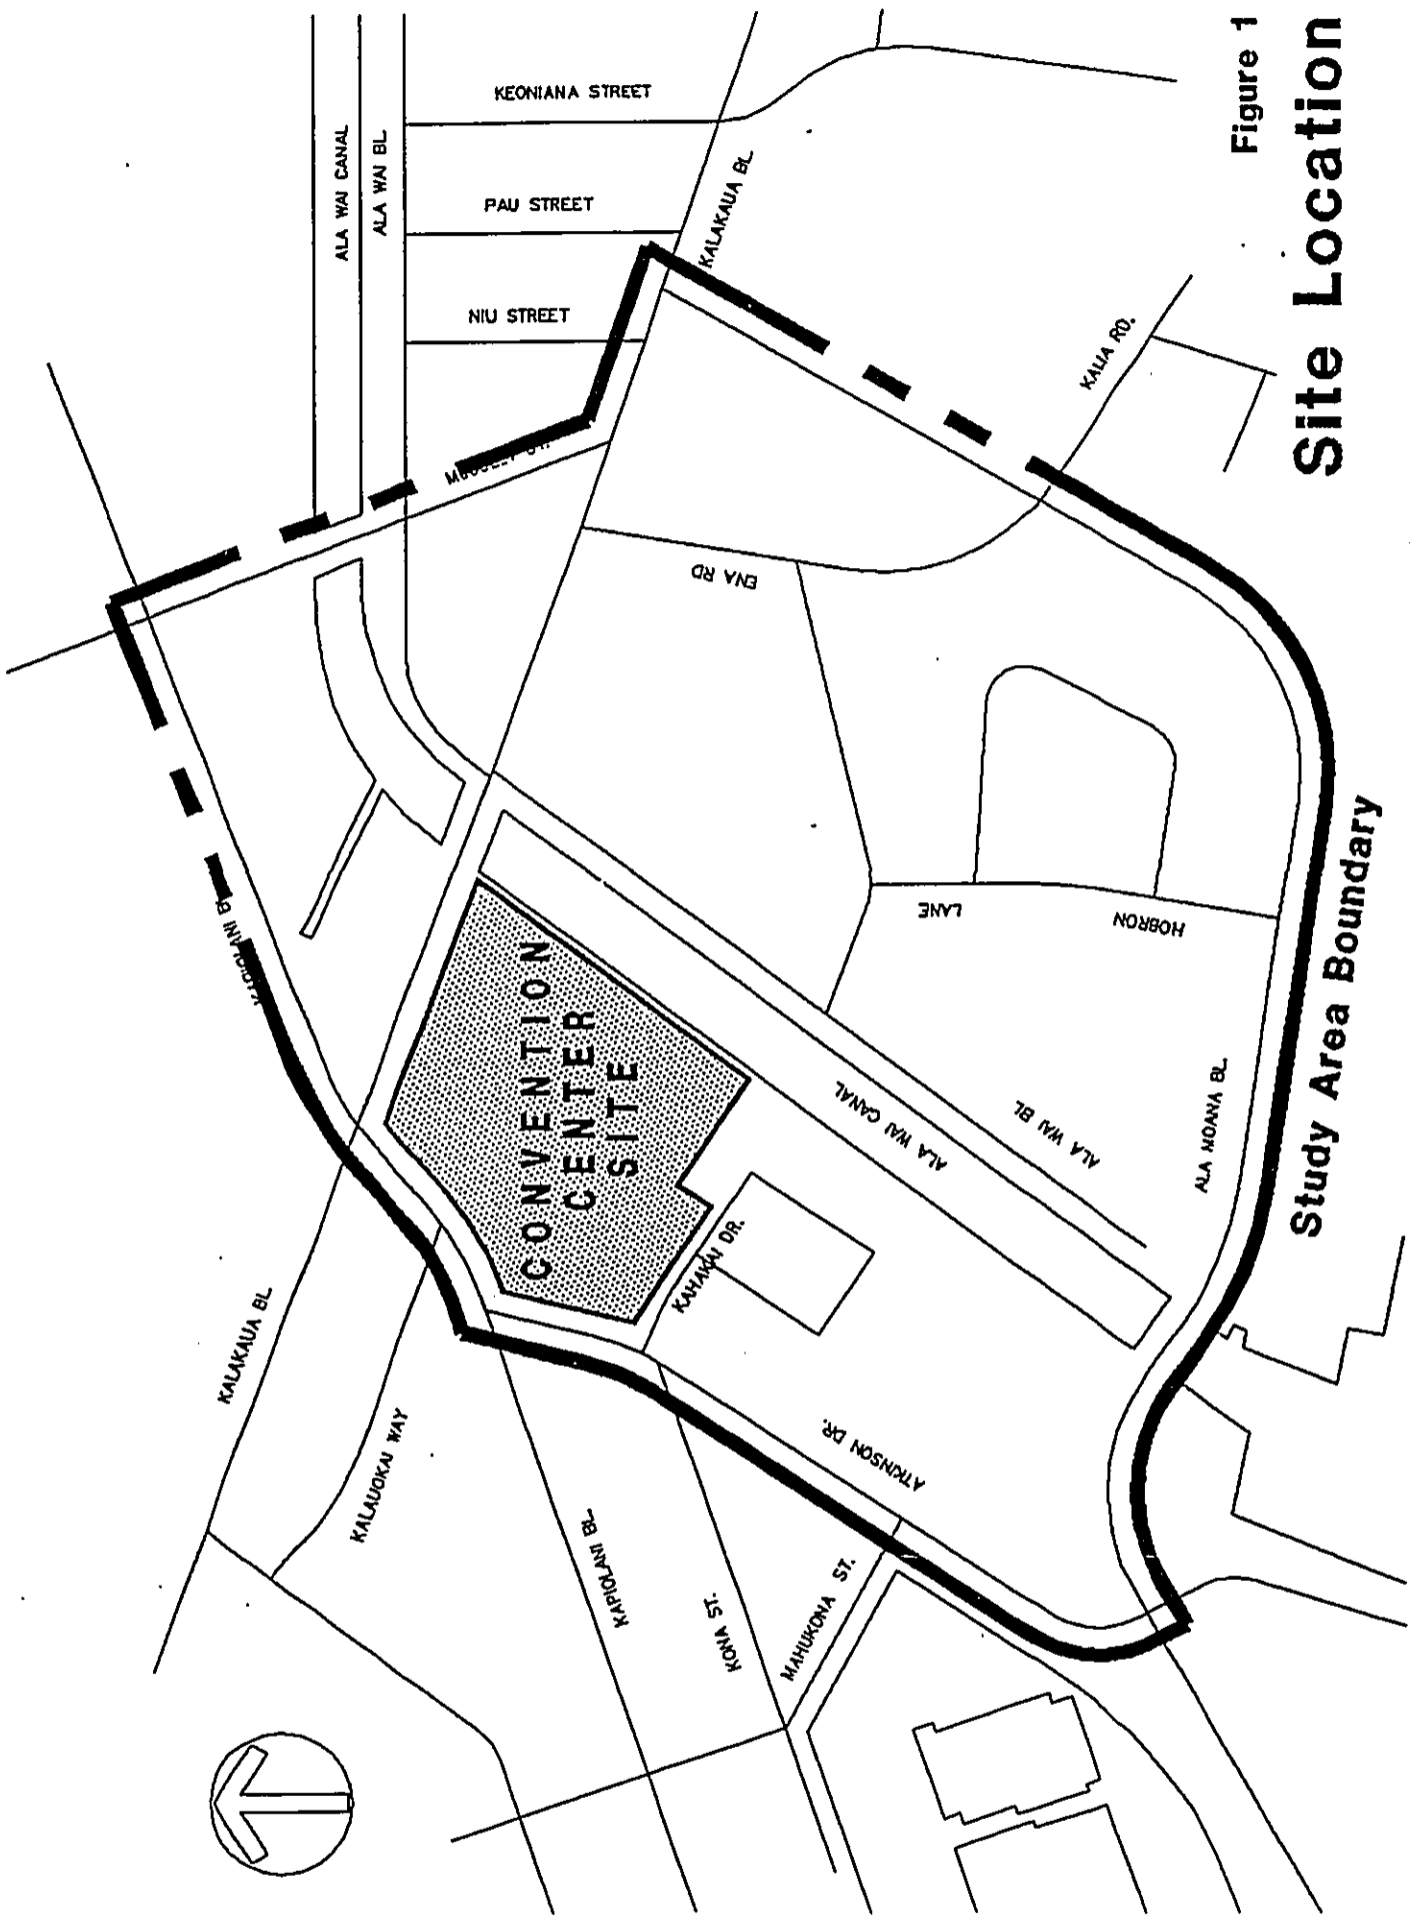 KEONIANA STREET
ALA WAI CANAL
ALA WAI BL
PAU STREET
KALAKAUA BL.
NIU STREET
KALIA RD.
ENA RD
KAPIOLANI BL
LANE
HOBRON
CONVENTION
CENTER
SITE
ALA WAI CANAL
ALA WAI BL
ALA MOANA BL.
KAHAKAI DR.
KALAKAUA BL.
KALAUOKAI WAY
ATKINSON DR.
KAPIOLANI BL.
KONA ST.
MAHUKONA ST.
Study Area Boundary
Figure 1
Site Location